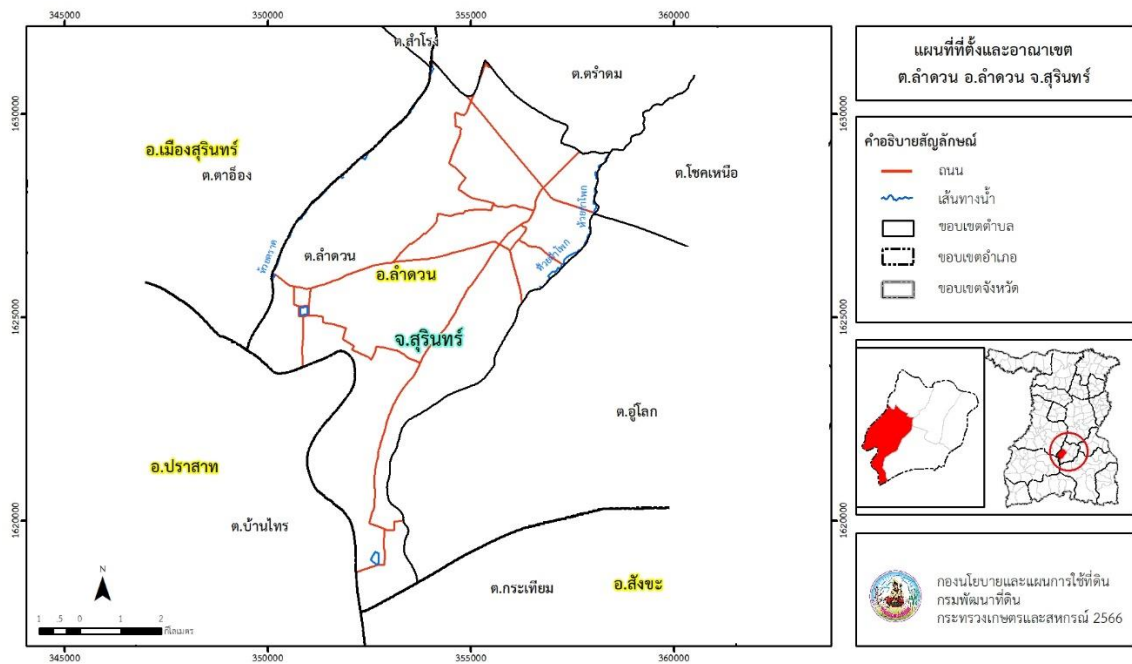 345000
350000
355000
360000
ต.สำโรง
ต.ตรำดม
1630000
1630000
อ.เมืองสุรินทร์
ต.ตาอ็อง
ต.โชคเหนือ
ห้วยลำโพก
ห้วยลำโพก
ห้วยตราด
ต.ลำดวน
อ.ลำดวน
1625000
1625000
จ.สุรินทร์
ต.อู่โลก
อ.ปราสาท
1620000
1620000
ต.บ้านไทร
ต.กระเทียม
อ.สังขะ
N
1 .5 0 1 2
กิโลเมตร
345000
350000
355000
360000
แผนที่ที่ตั้งและอาณาเขต
ต.ลำดวน อ.ลำดวน จ.สุรินทร์
คำอธิบายสัญลักษณ์
ถนน
เส้นทางน้ำ
ขอบเขตตำบล
ขอบเขตอำเภอ
ขอบเขตจังหวัด
กองนโยบายและแผนการใช้ที่ดิน
กรมพัฒนาที่ดิน
กระทรวงเกษตรและสหกรณ์ 2566